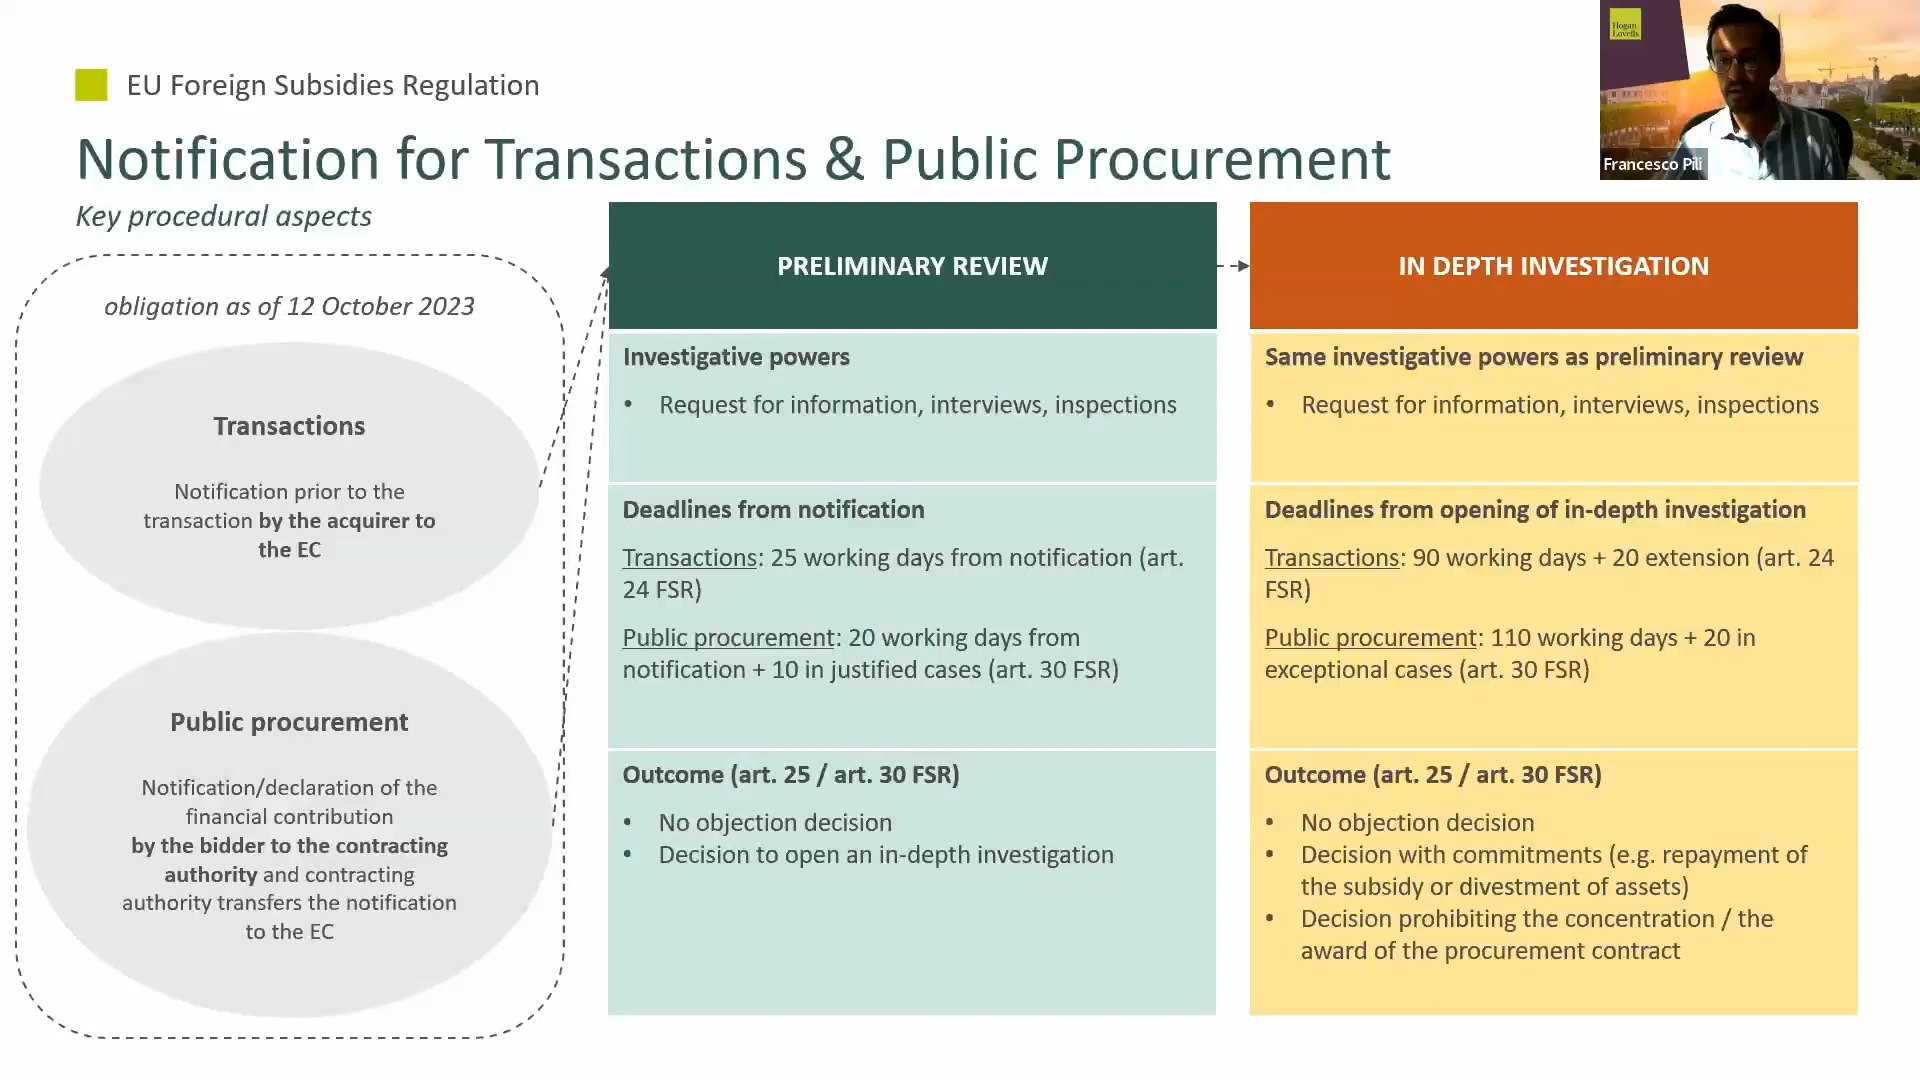 EU Foreign Subsidies Regulation
Notification for Transactions & Public Procurement
Key procedural aspects
Hogan
Lovells
Francesco Pili
obligation as of 12 October 2023
Transactions
Notification prior to the
transaction by the acquirer to
the EC
Public procurement
Notification/declaration of the
financial contribution
by the bidder to the contracting
authority and contracting
authority transfers the notification
to the EC
PRELIMINARY REVIEW
Investigative powers
• Request for information, interviews, inspections
Deadlines from notification
Transactions: 25 working days from notification (art.
24 FSR)
Public procurement: 20 working days from
notification + 10 in justified cases (art. 30 FSR)
Outcome (art. 25 / art. 30 FSR)
• No objection decision
• Decision to open an in-depth investigation
IN DEPTH INVESTIGATION
Same investigative powers as preliminary review
• Request for information, interviews, inspections
Deadlines from opening of in-depth investigation
Transactions: 90 working days + 20 extension (art. 24
FSR)
Public procurement: 110 working days + 20 in
exceptional cases (art. 30 FSR)
Outcome (art. 25 / art. 30 FSR)
• No objection decision
• Decision with commitments (e.g. repayment of
the subsidy or divestment of assets)
• Decision prohibiting the concentration / the
award of the procurement contract